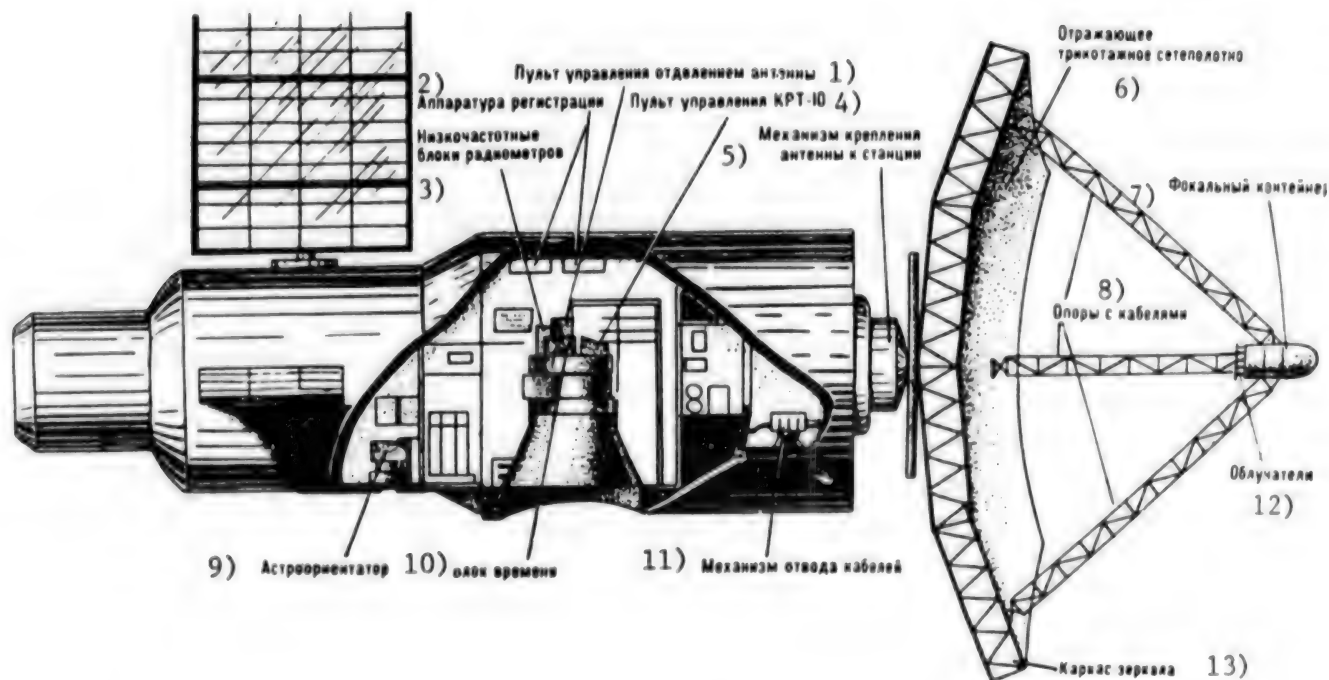 Отражающее
трикотажное сетеполотно
6)
Пульт управления отделением антенны 1)
2)
Аппаратура регистрации
Пульт управления КРТ-10 4)
Низкочастотные
блоки радиометров
3)
5)
Механизм крепления
антенны к станции
7)
Фокальный контейнер
8)
Опоры с кабелями
Облучатели
12)
9) Астроориентатор
10) Блок времени
11) Механизм отвода кабелей
Каркас зеркала 13)